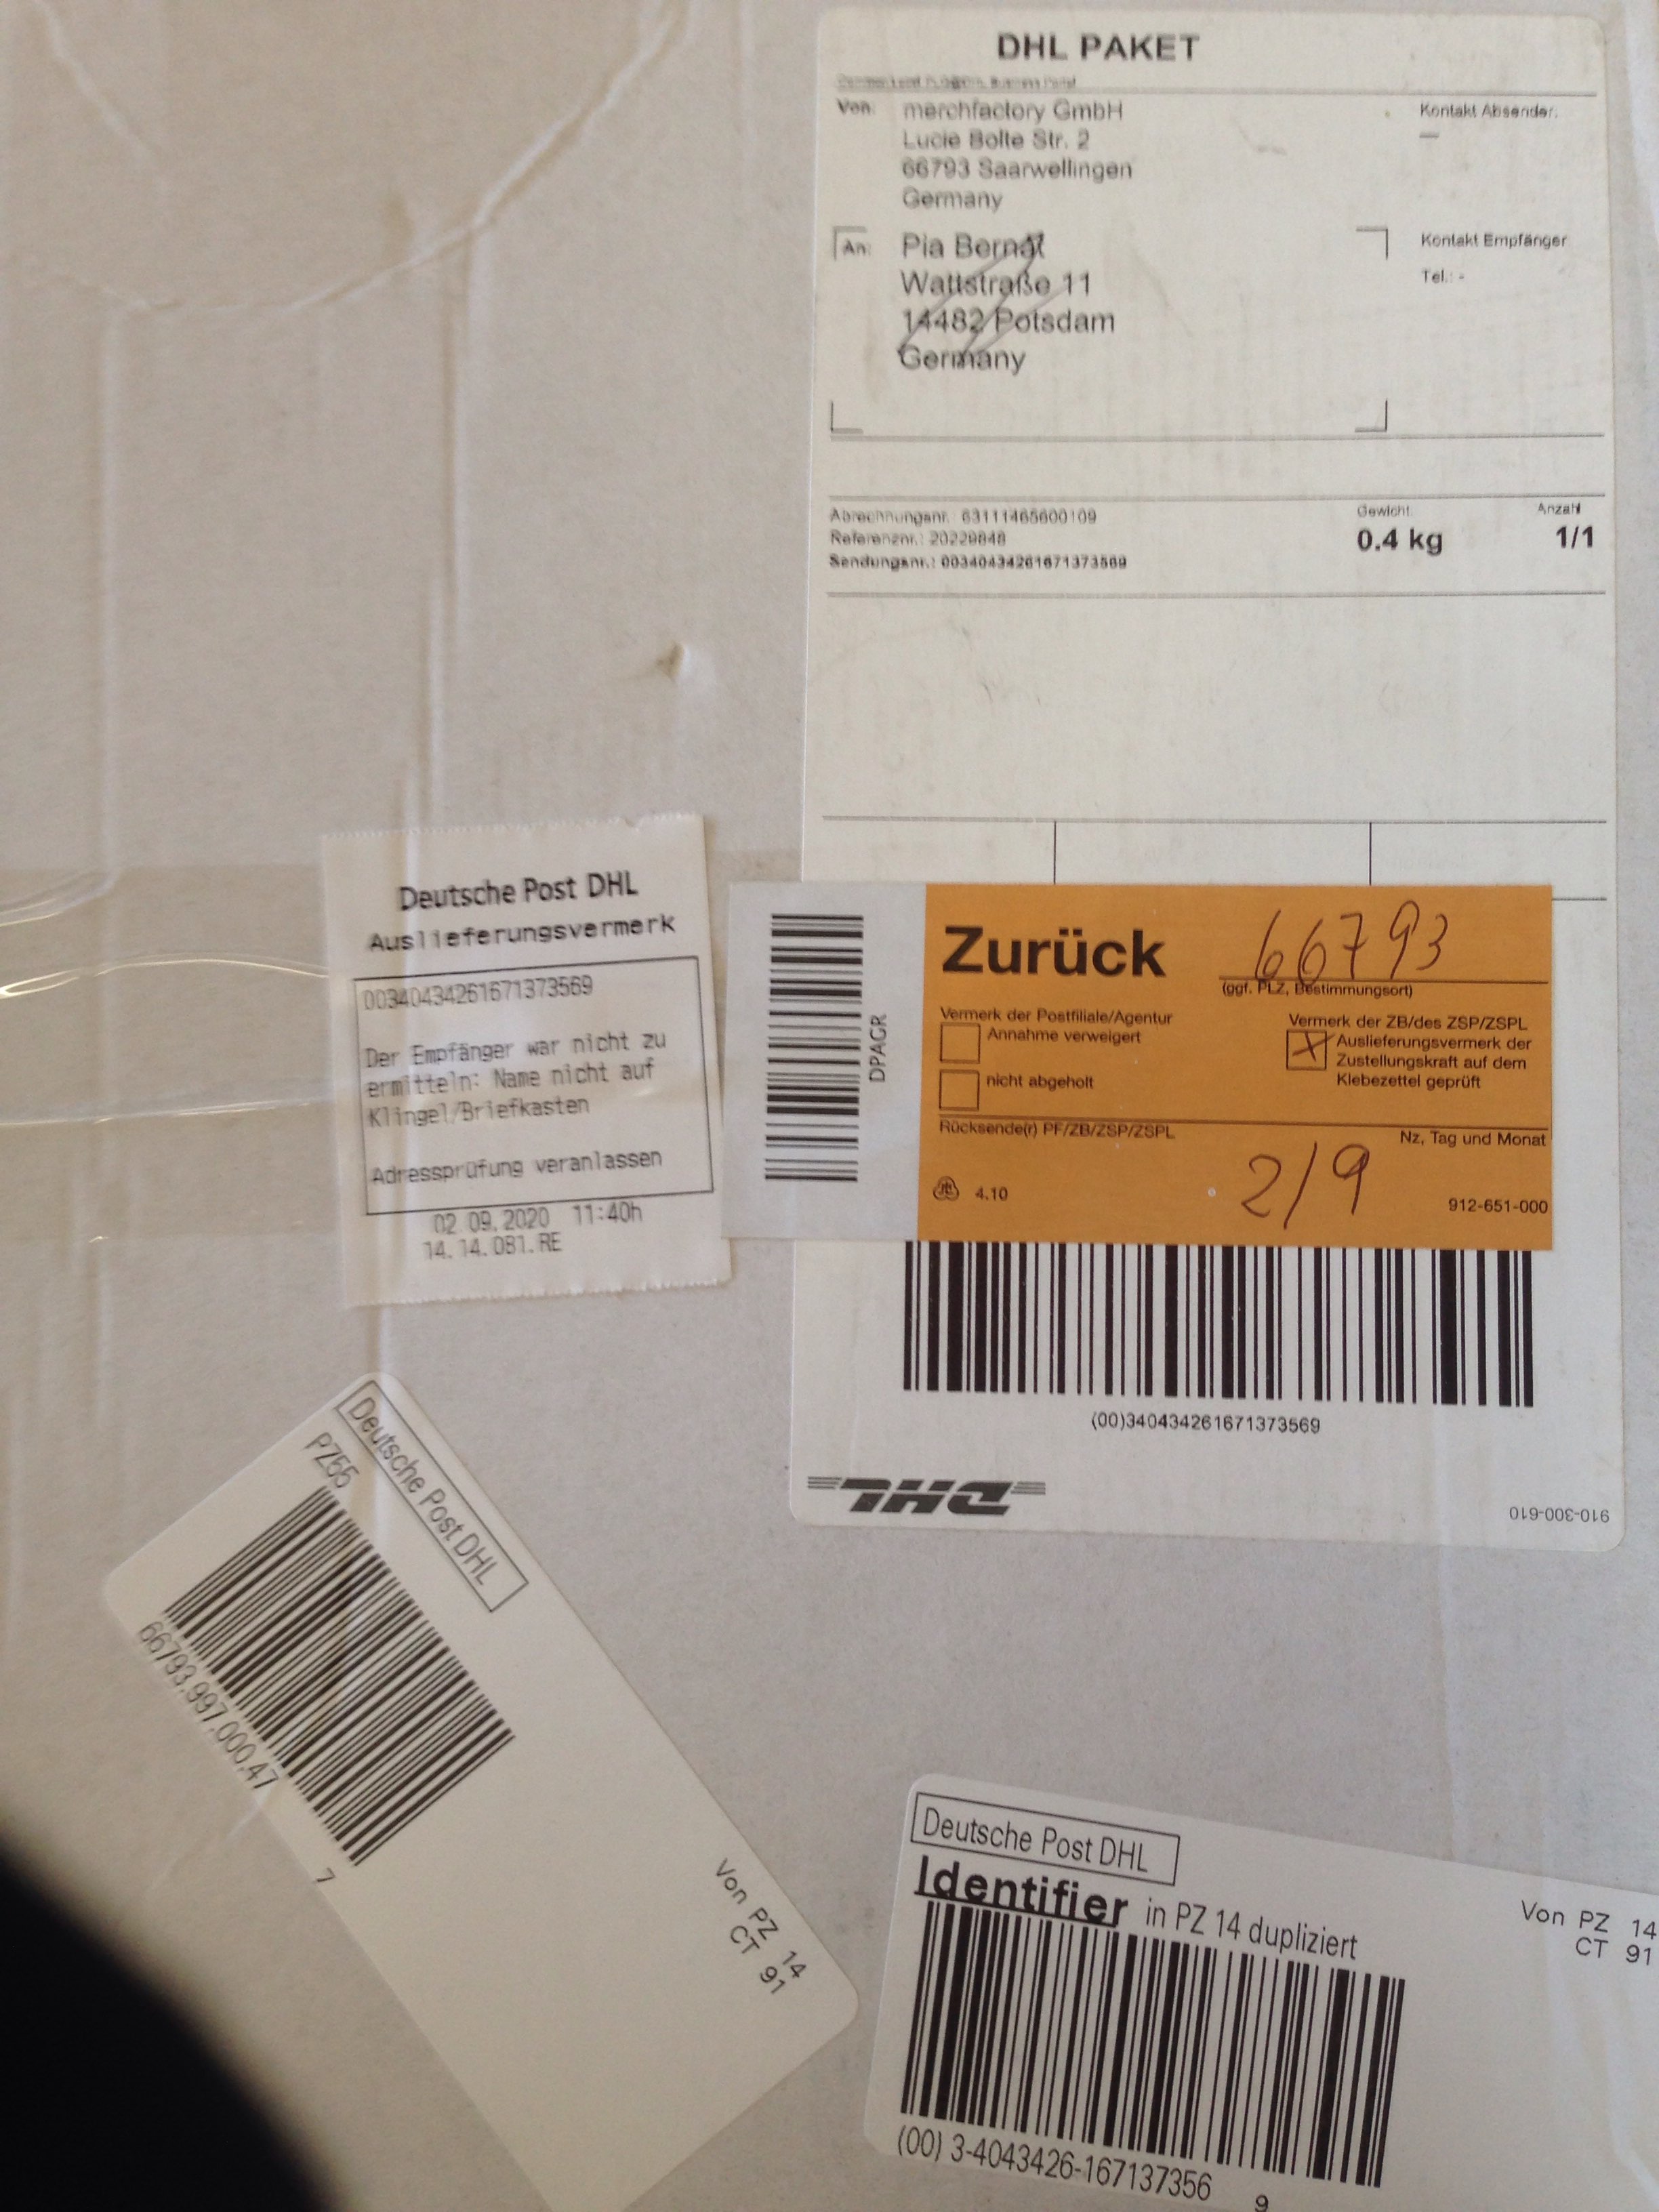 DHL PAKET
Von: merchfactory GmbH
Lucie Bolte Str. 2
66793 Saarwellingen
Germany
Kontakt Absender:
—
An: Pia Bernat
Wattstraße 11
14482 Potsdam
Germany
Kontakt Empfänger
Tel.: -
Abrechnungsnr. 63111465600109
Referenznr.: 20229848
Sendungsnr.: 00340434261671373569
Gewicht
0.4 kg
Anzahl
1/1
Deutsche Post DHL
Auslieferungsvermerk
00340434261671373569
Der Empfänger war nicht zu
ermitteln: Name nicht auf
Klingel/Briefkasten
Adressprüfung veranlassen
02.09.2020 11:40h
14.14.081.RE
DPAGR
Zurück 66793
(ggf. PLZ, Bestimmungsort)
Vermerk der Postfiliale/Agentur
Annahme verweigert
nicht abgeholt
Vermerk der ZB/des ZSP/ZSPL
X Auslieferungsvermerk der
Zustellungskraft auf dem
Klebezettel geprüft
Rücksende(r) PF/ZB/ZSP/ZSPL
Nz, Tag und Monat
2/9
4.10
912-651-000
(00)340434261671373569
DHL
910-300-610
Deutsche Post DHL
PZ55
66793.997.000.47 7
Von PZ 14
CT 91
Deutsche Post DHL
Identifier in PZ 14 dupliziert
Von PZ 14
CT 91
(00) 3-4043426-167137356 9